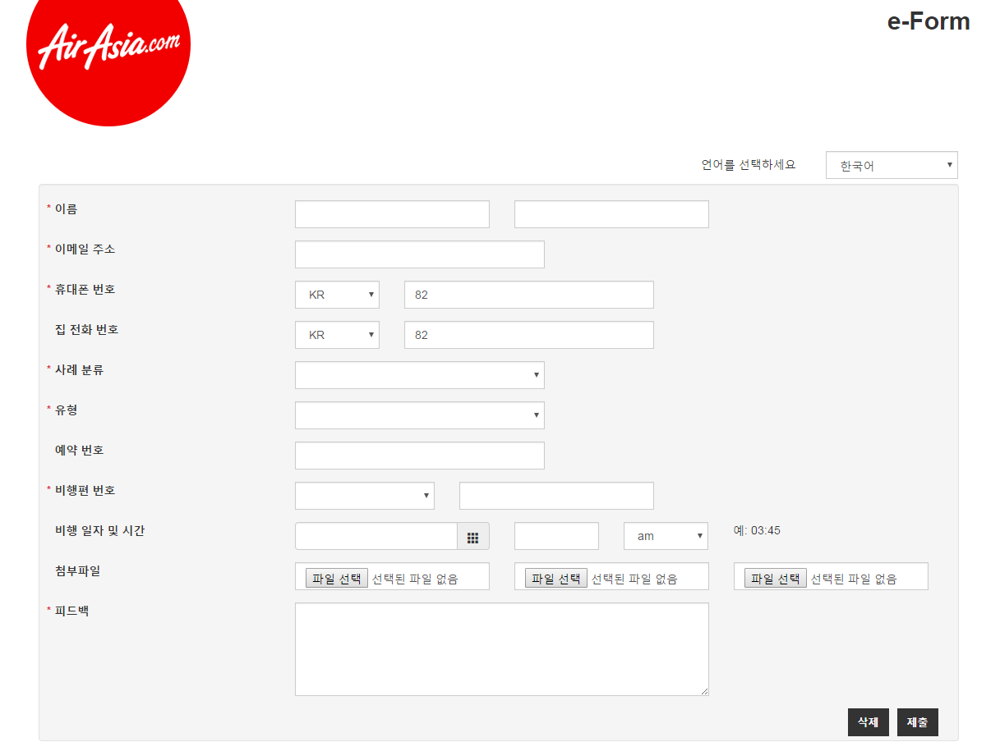 AirAsia.com
e-Form
언어를 선택하세요 한국어
* 이름
* 이메일 주소
* 휴대폰 번호 KR 82
집 전화 번호 KR 82
* 사례 분류
* 유형
예약 번호
* 비행편 번호
비행 일자 및 시간 am 예: 03:45
첨부파일 파일 선택 선택된 파일 없음 파일 선택 선택된 파일 없음 파일 선택 선택된 파일 없음
* 피드백
삭제 제출